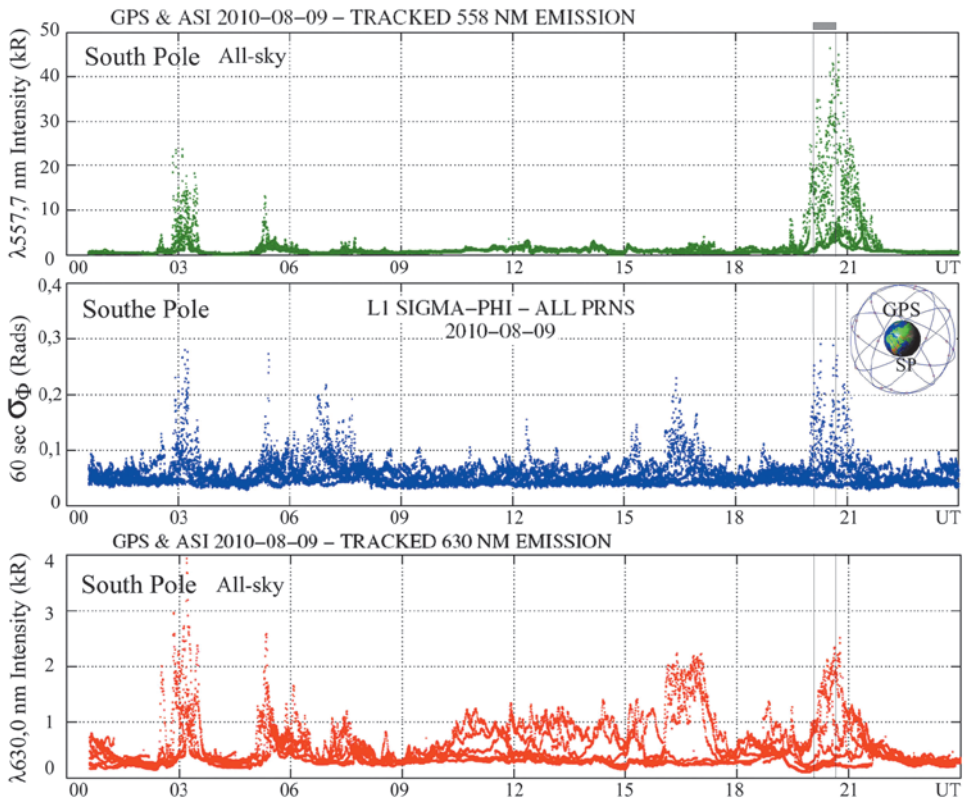 GPS & ASI 2010–08–09 – TRACKED 558 NM EMISSION
λ557,7 nm Intensity (kR)
50
40
30
20
10
0
South Pole All-sky
00 03 06 09 12 15 18 21 UT
60 sec σΦ (Rads)
0,4
0,3
0,2
0,1
0
Southe Pole
L1 SIGMA–PHI – ALL PRNS
2010–08–09
GPS
SP
00 03 06 09 12 15 18 21 UT
GPS & ASI 2010–08–09 – TRACKED 630 NM EMISSION
λ630,0 nm Intensity (kR)
4
3
2
1
0
South Pole All-sky
00 03 06 09 12 15 18 21 UT